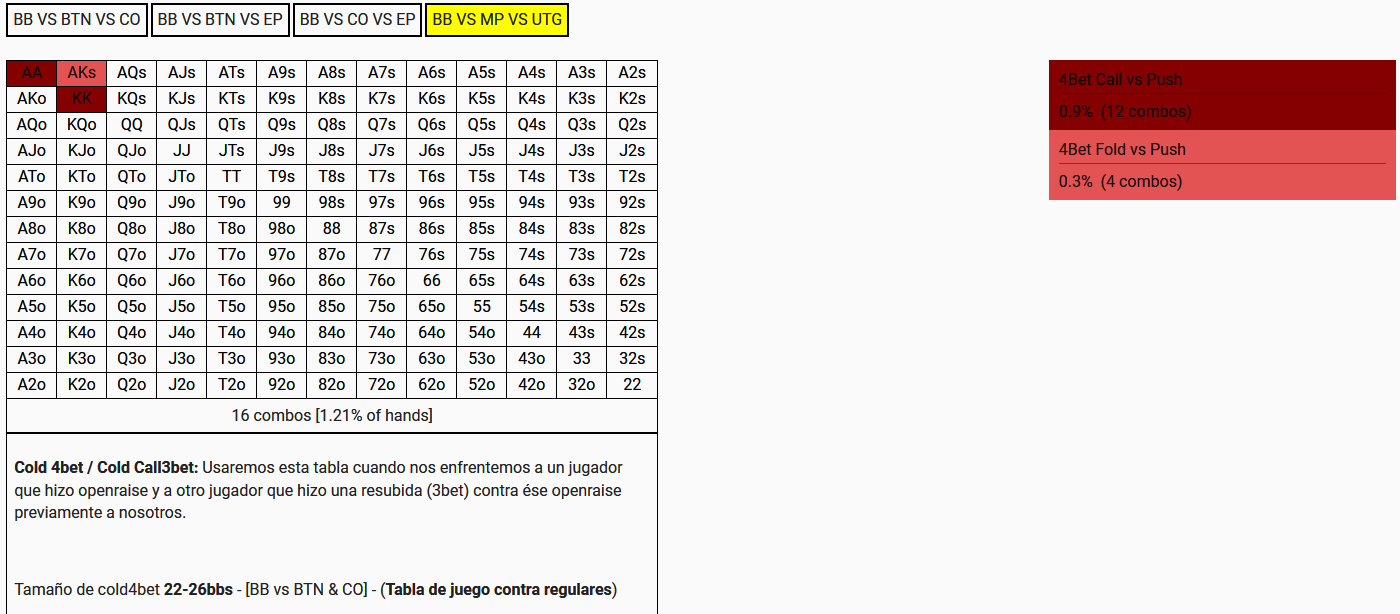 BB VS BTN VS CO BB VS BTN VS EP BB VS CO VS EP BB VS MP VS UTG
AA AKs AQs AJs ATs A9s A8s A7s A6s A5s A4s A3s A2s
AKo KK KQs KJs KTs K9s K8s K7s K6s K5s K4s K3s K2s
AQo KQo QQ QJs QTs Q9s Q8s Q7s Q6s Q5s Q4s Q3s Q2s
AJo KJo QJo JJ JTs J9s J8s J7s J6s J5s J4s J3s J2s
ATo KTo QTo JTo TT T9s T8s T7s T6s T5s T4s T3s T2s
A9o K9o Q9o J9o T9o 99 98s 97s 96s 95s 94s 93s 92s
A8o K8o Q8o J8o T8o 98o 88 87s 86s 85s 84s 83s 82s
A7o K7o Q7o J7o T7o 97o 87o 77 76s 75s 74s 73s 72s
A6o K6o Q6o J6o T6o 96o 86o 76o 66 65s 64s 63s 62s
A5o K5o Q5o J5o T5o 95o 85o 75o 65o 55 54s 53s 52s
A4o K4o Q4o J4o T4o 94o 84o 74o 64o 54o 44 43s 42s
A3o K3o Q3o J3o T3o 93o 83o 73o 63o 53o 43o 33 32s
A2o K2o Q2o J2o T2o 92o 82o 72o 62o 52o 42o 32o 22
16 combos [1.21% of hands]
Cold 4bet / Cold Call3bet: Usaremos esta tabla cuando nos enfrentemos a un jugador
que hizo openraise y a otro jugador que hizo una resubida (3bet) contra ése openraise
previamente a nosotros.
Tamaño de cold4bet 22-26bbs - [BB vs BTN & CO] - (Tabla de juego contra regulares)
4Bet Call vs Push
0.9% (12 combos)
4Bet Fold vs Push
0.3% (4 combos)